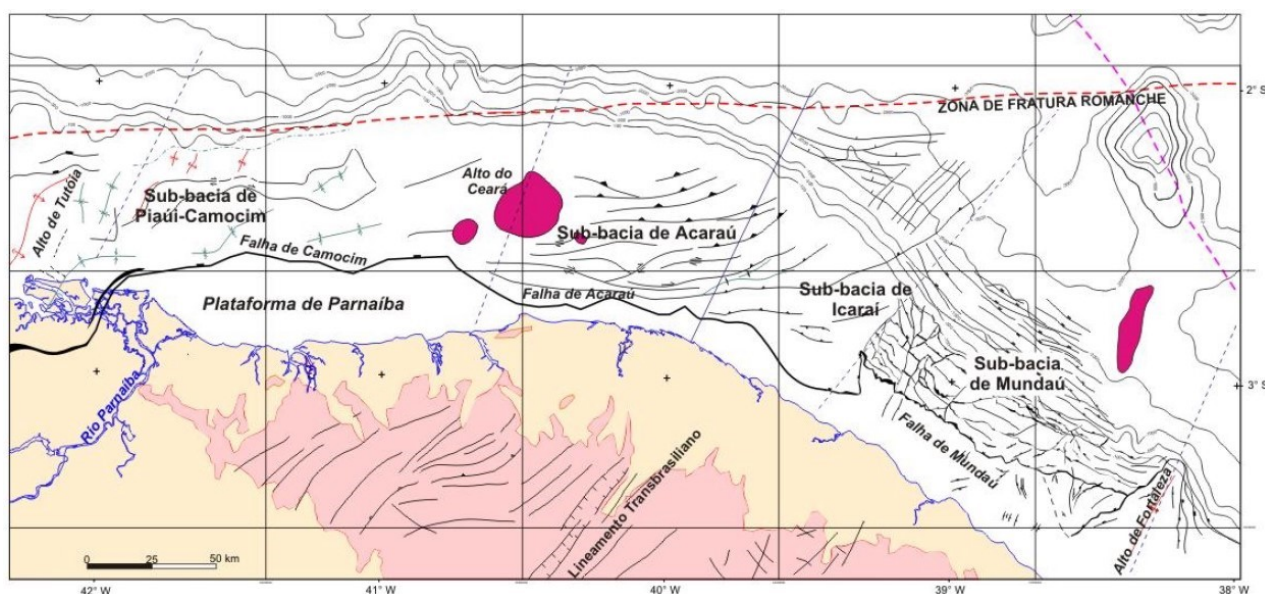 2° S
ZONA DE FRATURA ROMANCHE
Alto do
Ceará
Alto de Tutóia
Sub-bacia de
Piaúi-Camocim
Sub-bacia de Acaraú
Falha de Camocim
Plataforma de Parnaíba
Falha de Acaraú
Sub-bacia de
Icaraí
Sub-bacia
de Mundaú
3° S
Rio Parnaíba
Falha de Mundaú
Lineamento Transbrasiliano
Alto de Fortaleza
0 25 50 km
42° W
41° W
40° W
39° W
38° W